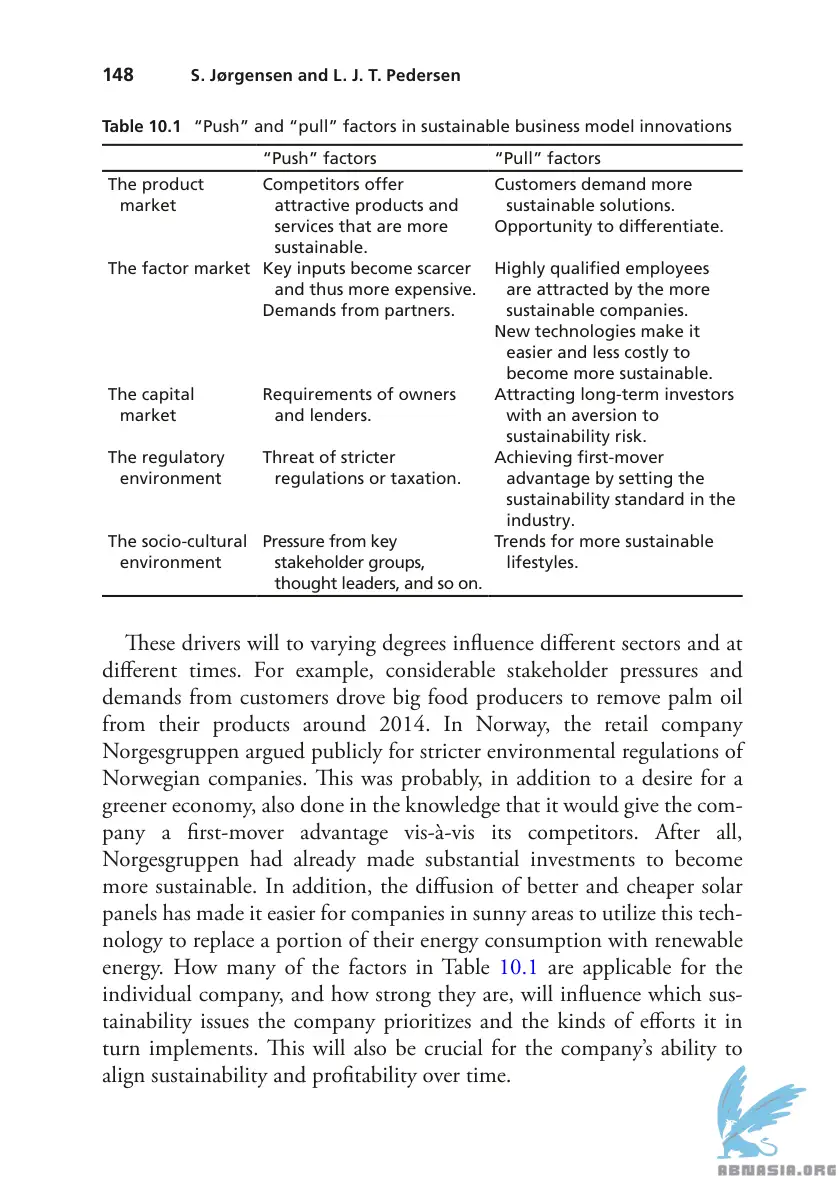 148 S. Jørgensen and L. J. T. Pedersen
Table 10.1 “Push” and “pull” factors in sustainable business model innovations
“Push” factors “Pull” factors
The product Competitors offer Customers demand more
market attractive products and sustainable solutions.
services that are more Opportunity to differentiate.
sustainable.
The factor market Key inputs become scarcer Highly qualified employees
and thus more expensive. are attracted by the more
Demands from partners. sustainable companies.
New technologies make it
easier and less costly to
become more sustainable.
The capital Requirements of owners Attracting long-term investors
market and lenders. with an aversion to
sustainability risk.
The regulatory Threat of stricter Achieving first-mover
environment regulations or taxation. advantage by setting the
sustainability standard in the
industry.
The socio-cultural Pressure from key Trends for more sustainable
environment stakeholder groups, lifestyles.
thought leaders, and so on.
These drivers will to varying degrees influence different sectors and at
different times. For example, considerable stakeholder pressures and
demands from customers drove big food producers to remove palm oil
from their products around 2014. In Norway, the retail company
Norgesgruppen argued publicly for stricter environmental regulations of
Norwegian companies. This was probably, in addition to a desire for a
greener economy, also done in the knowledge that it would give the com-
pany a first-mover advantage vis-à-vis its competitors. After all,
Norgesgruppen had already made substantial investments to become
more sustainable. In addition, the diffusion of better and cheaper solar
panels has made it easier for companies in sunny areas to utilize this tech-
nology to replace a portion of their energy consumption with renewable
energy. How many of the factors in Table 10.1 are applicable for the
individual company, and how strong they are, will influence which sus-
tainability issues the company prioritizes and the kinds of efforts it in
turn implements. This will also be crucial for the company’s ability to
align sustainability and profitability over time.
ABNASIA.ORG